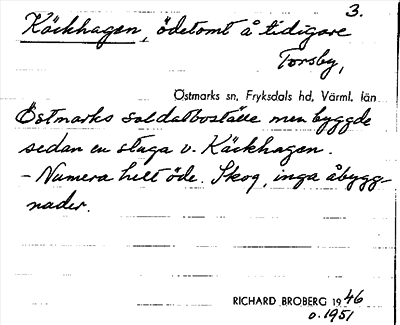 3.
Käckhagen, ödetomt å tidigare
Torsby,
Östmarks sn, Fryksdals hd, Värml. län
Östmarks soldatboställe men byggde
sedan en stuga v. Käckhagen.
- Numera helt öde. Skog, inga åbygg-
nader.
RICHARD BROBERG 1946
o. 1951